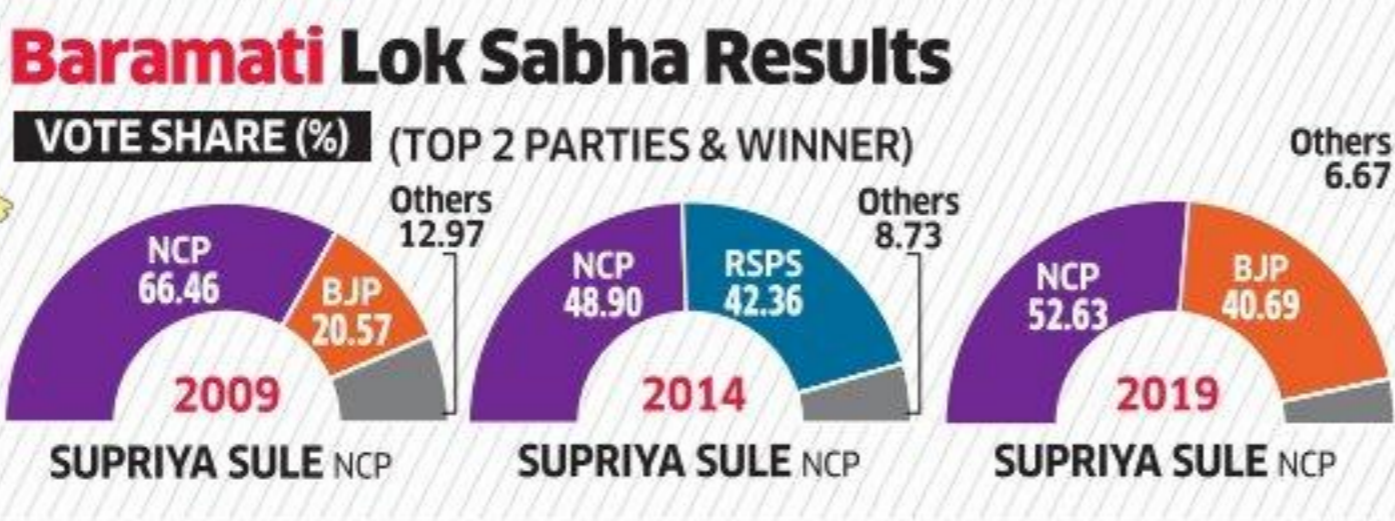 Baramati Lok Sabha Results
VOTE SHARE (%) (TOP 2 PARTIES & WINNER)
NCP
66.46
BJP
20.57
Others
12.97
2009
SUPRIYA SULE NCP
NCP
48.90
RSPS
42.36
Others
8.73
2014
SUPRIYA SULE NCP
NCP
52.63
BJP
40.69
Others
6.67
2019
SUPRIYA SULE NCP